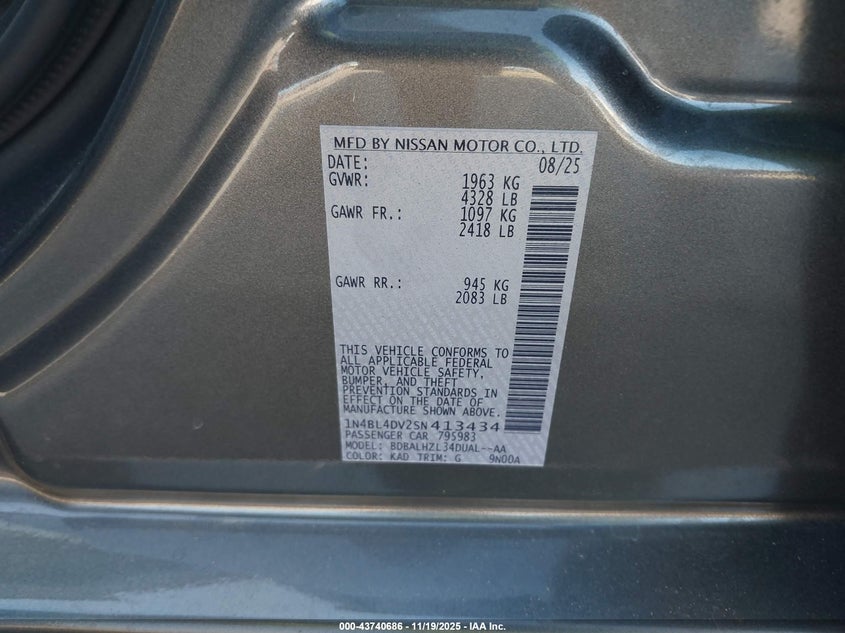 MFD BY NISSAN MOTOR CO., LTD.
DATE: 08/25
GVWR: 1963 KG
4328 LB
GAWR FR.: 1097 KG
2418 LB
GAWR RR.: 945 KG
2083 LB
THIS VEHICLE CONFORMS TO
ALL APPLICABLE FEDERAL
MOTOR VEHICLE SAFETY,
BUMPER, AND THEFT
PREVENTION STANDARDS IN
EFFECT ON THE DATE OF
MANUFACTURE SHOWN ABOVE.
1N4BL4DV2SN413434
PASSENGER CAR 795983
MODEL: BDBALHZL34DUAL--AA
COLOR: KAD TRIM: G 9N00A
000-43740686 - 11/19/2025 - IAA Inc.